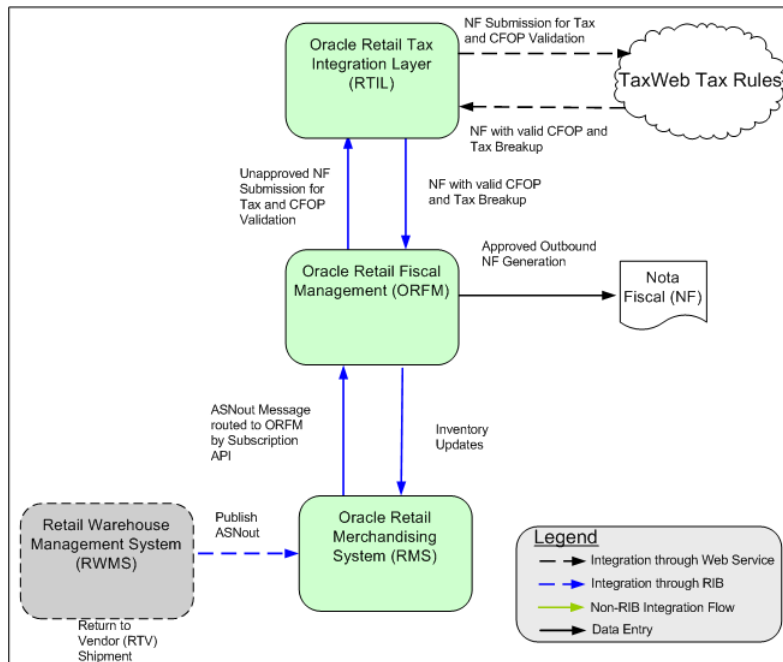 Oracle Retail Tax
Integration Layer
(RTIL)
NF Submission for Tax
and CFOP Validation
TaxWeb Tax Rules
NF with valid CFOP and
Tax Breakup
Unapproved NF
Submission for
Tax and CFOP
Validation
NF with valid CFOP
and Tax Breakup
Oracle Retail Fiscal
Management (ORFM)
Approved Outbound
NF Generation
Nota
Fiscal (NF)
ASNout Message
routed to ORFM
by Subscription
API
Inventory
Updates
Retail Warehouse
Management System
(RWMS)
Publish
ASNout
Oracle Retail
Merchandising
System (RMS)
Return to
Vendor (RTV)
Shipment
Legend
Integration through Web Service
Integration through RIB
Non-RIB Integration Flow
Data Entry